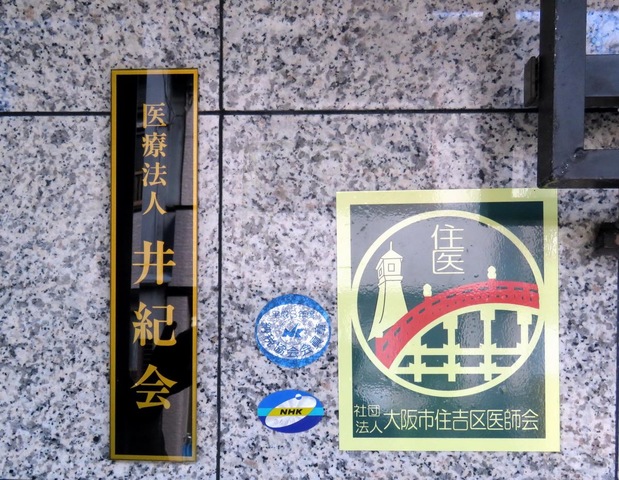 医療法人 井紀会
NHK
住医
社団法人 大阪市住吉区医師会